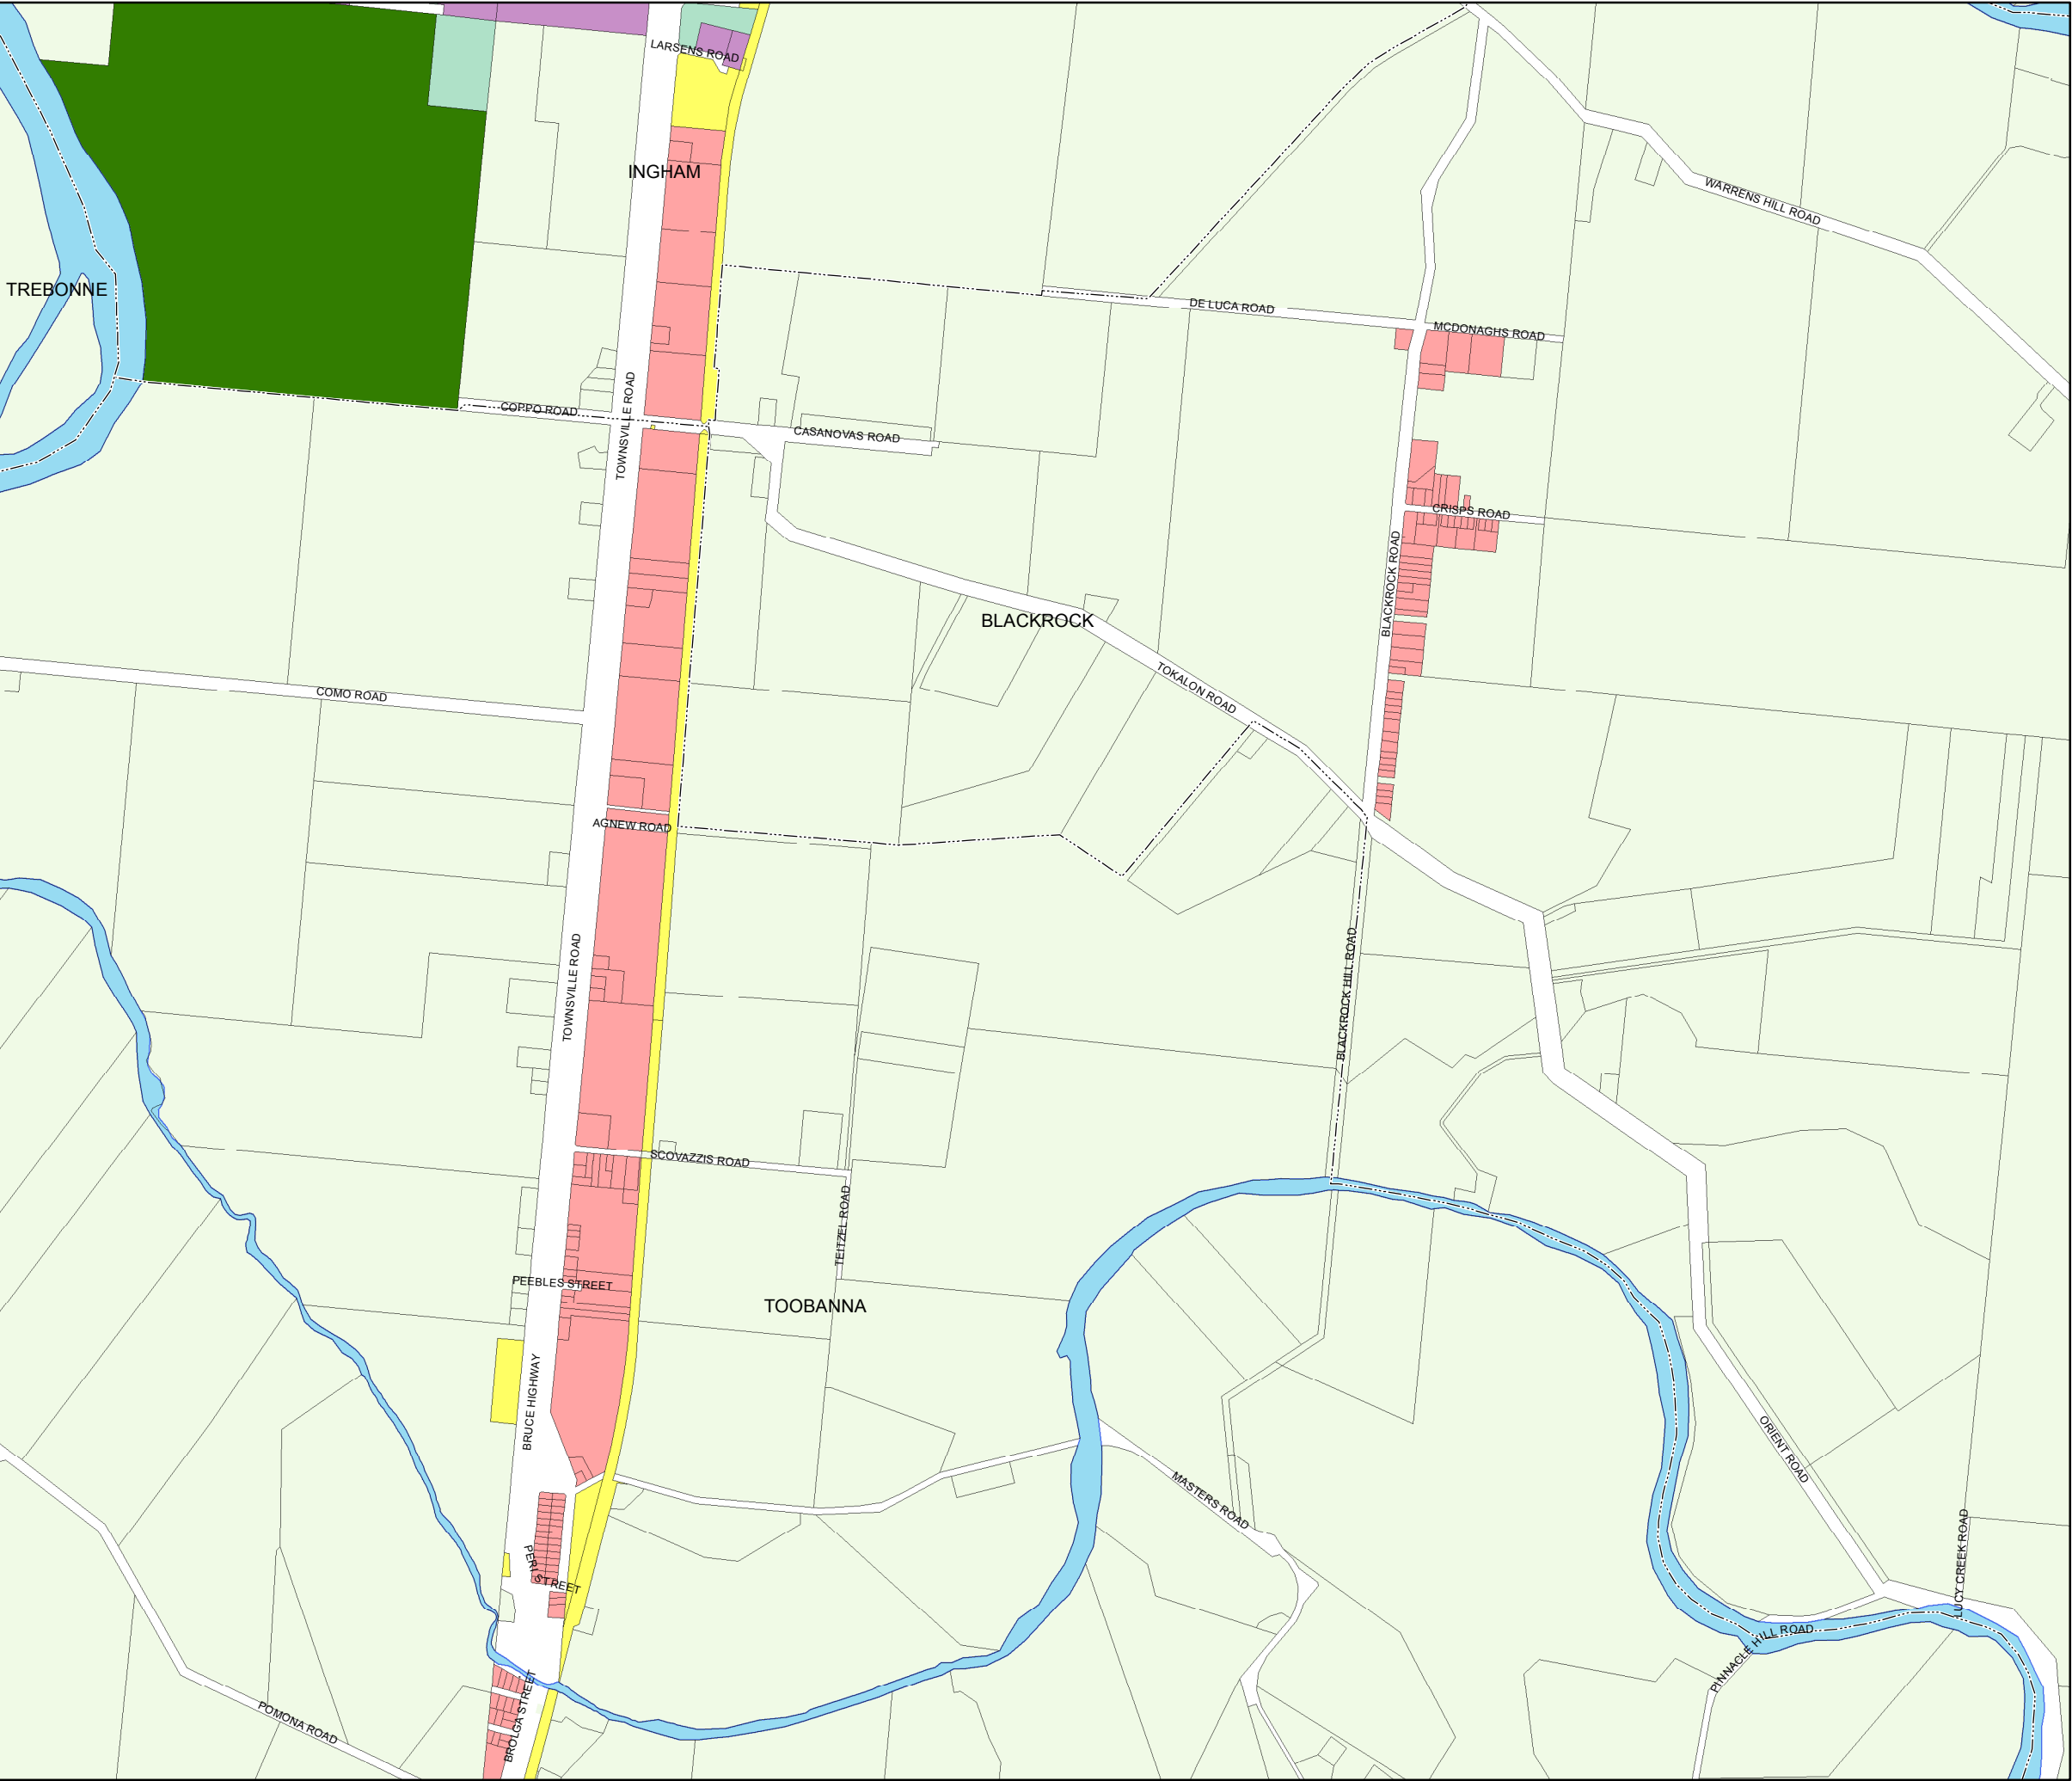 LARSENS ROAD
INGHAM
WARRENS HILL ROAD
TREBONNE
DE LUCA ROAD
MCDONAGHS ROAD
TOWNSVILLE ROAD
COPPO ROAD
CASANOVAS ROAD
CRISPS ROAD
BLACKROCK ROAD
BLACKROCK
TOKALON ROAD
COMO ROAD
AGNEW ROAD
TOWNSVILLE ROAD
BLACKROCK HILL ROAD
SCOVAZZIS ROAD
TEITZEL ROAD
PEEBLES STREET
TOOBANNA
BRUCE HIGHWAY
ORIENT ROAD
MASTERS ROAD
LUCY CREEK ROAD
PERI STREET
PINNACLE HILL ROAD
BROLGA STREET
POMONA ROAD